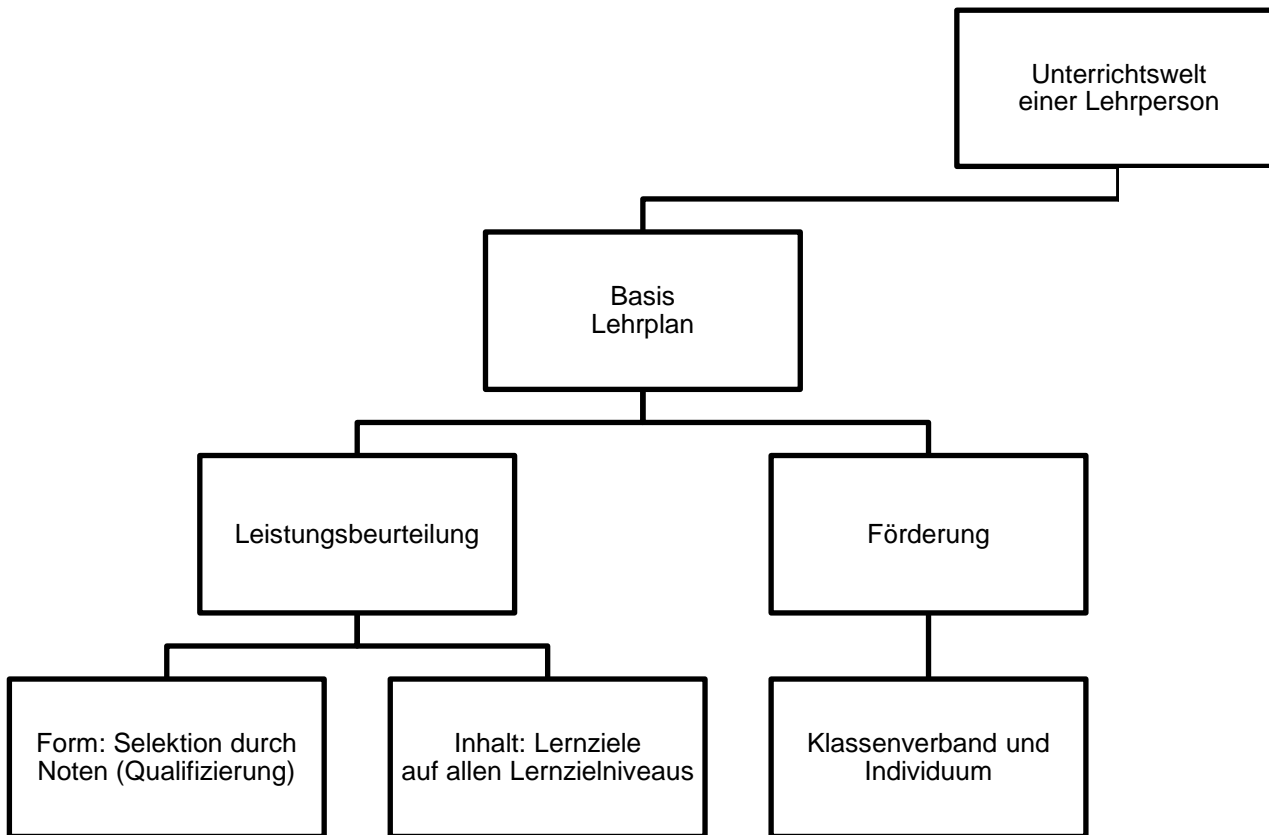 Unterrichtswelt
einer Lehrperson
Basis
Lehrplan
Leistungsbeurteilung
Förderung
Form: Selektion durch
Noten (Qualifizierung)
Inhalt: Lernziele
auf allen Lernzielniveaus
Klassenverband und
Individuum